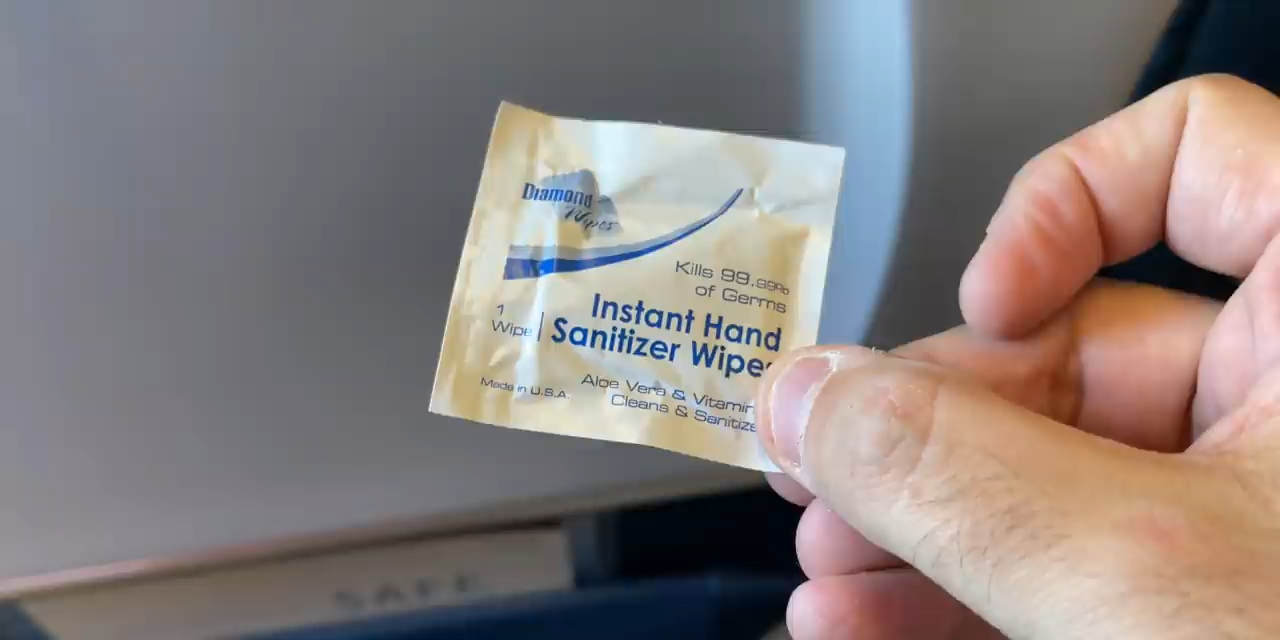 Diamond
Wipes
Kills 99.99%
of Germs
1
Wipe
Instant Hand
Sanitizer Wipes
Made in U.S.A.
Aloe Vera & Vitamin
Cleans &
SAFE